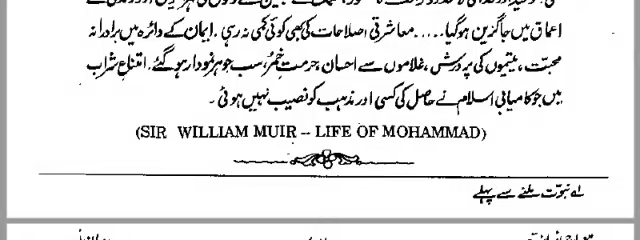 اعماق میں جاگزین ہوگیا ..... معاشرتی اصلاحات کی بھی کوئی کمی نہ رہی۔ ایمان کے دائرہ میں برادرانہ
محبت، یتیموں کی پرورش، غلاموں سے احسان، حرمت خمر، سب جوہر نمودار ہو گئے۔ امتناع شراب
میں جو کامیابی اسلام نے حاصل کی کسی اور مذہب کو نصیب نہیں ہوئی۔
(SIR WILLIAM MUIR – LIFE OF MOHAMMAD)
لے نبوت ملنے سے پہلے